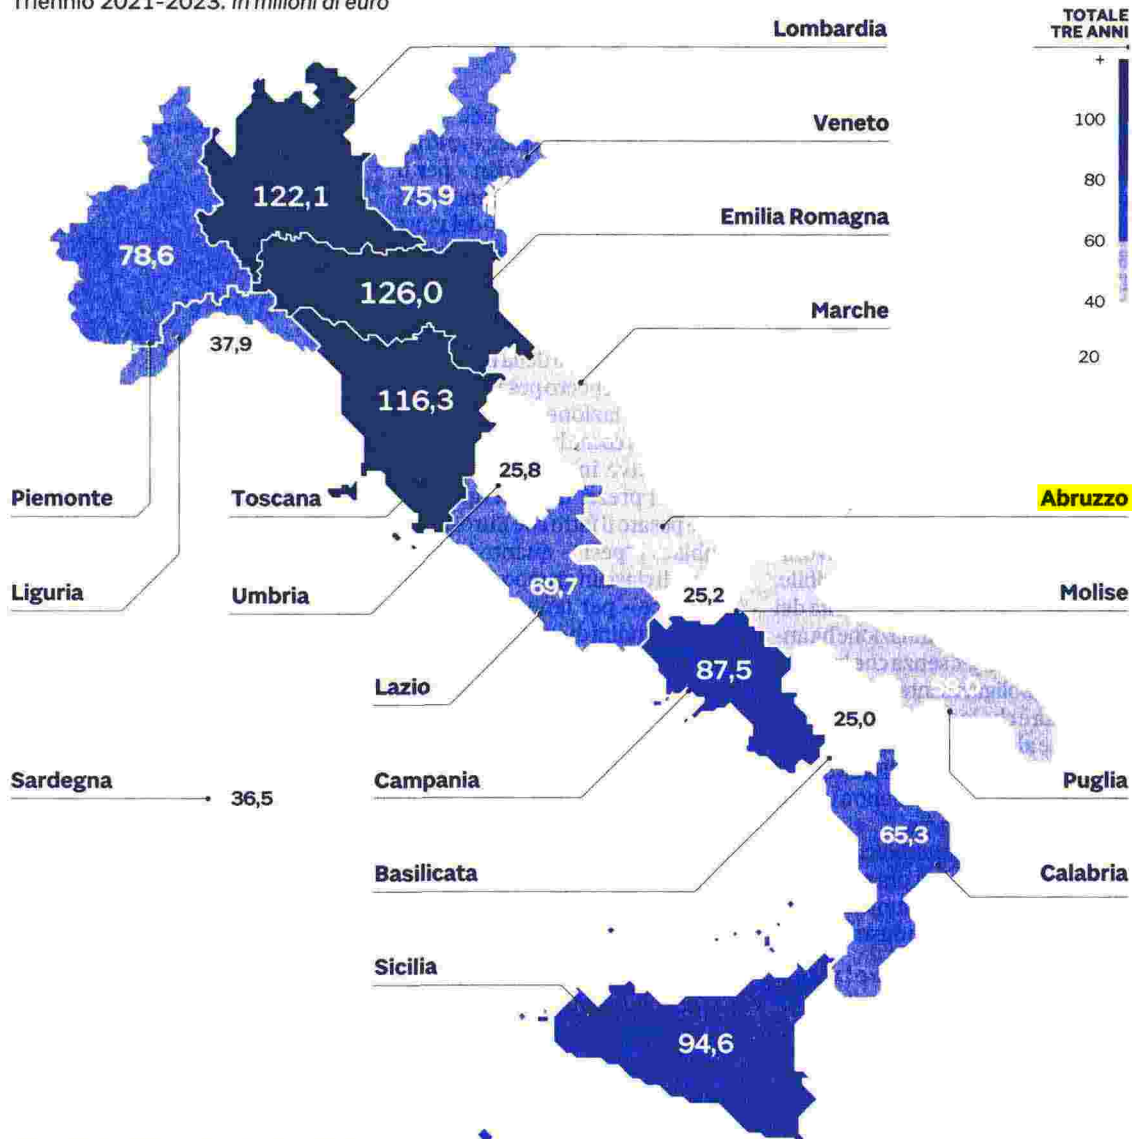 Triennio 2021-2023. In milioni di euro
TOTALE
TRE ANNI
+
100
80
60
40
20
Lombardia
Veneto
Emilia Romagna
Marche
Abruzzo
Molise
Puglia
Calabria
122,1
75,9
78,6
126,0
37,9
116,3
25,8
Piemonte
Toscana
Liguria
Umbria
69,7
25,2
87,5
Lazio
25,0
Sardegna
36,5
Campania
65,3
Basilicata
Sicilia
94,6